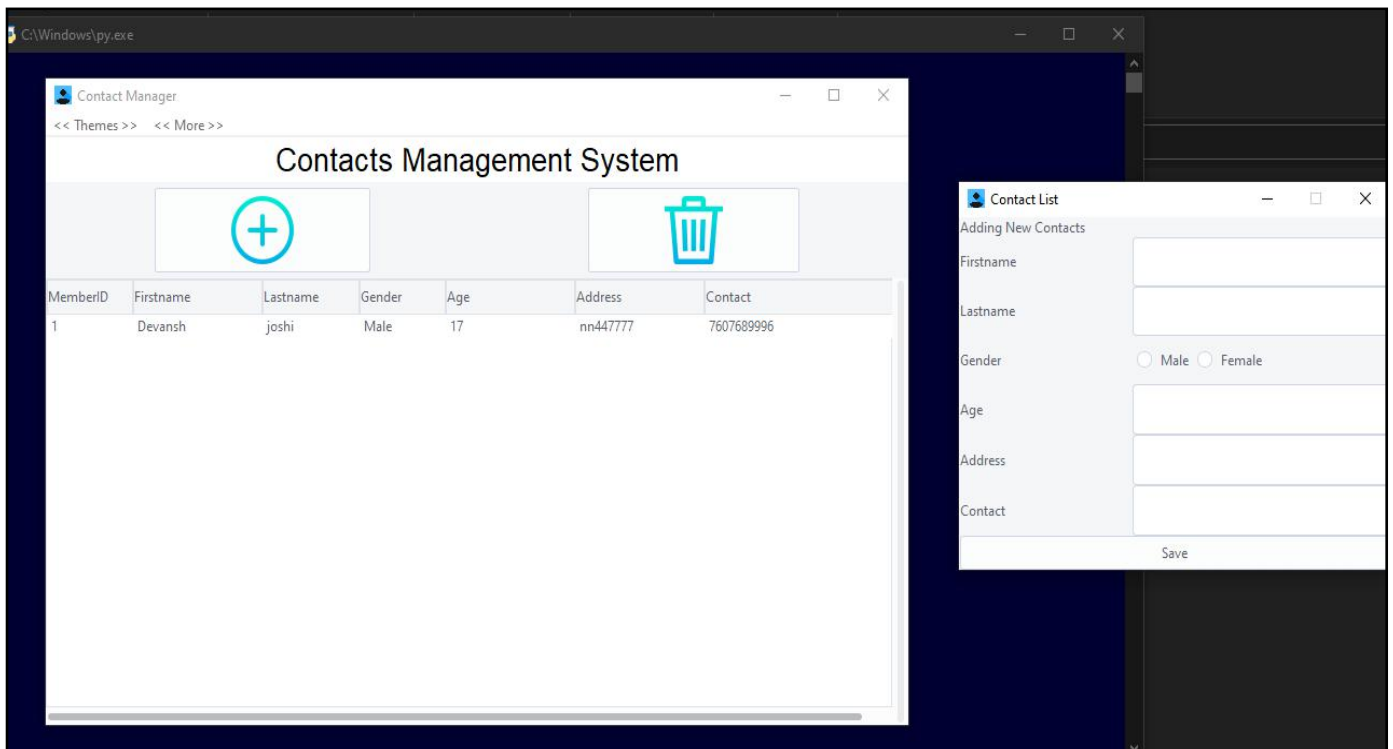 C:\Windows\py.exe
Contact Manager
<< Themes >> << More >>
Contacts Management System
MemberID Firstname Lastname Gender Age Address Contact
1 Devansh joshi Male 17 nn447777 7607689996
Contact List
Adding New Contacts
Firstname
Lastname
Gender Male Female
Age
Address
Contact
Save